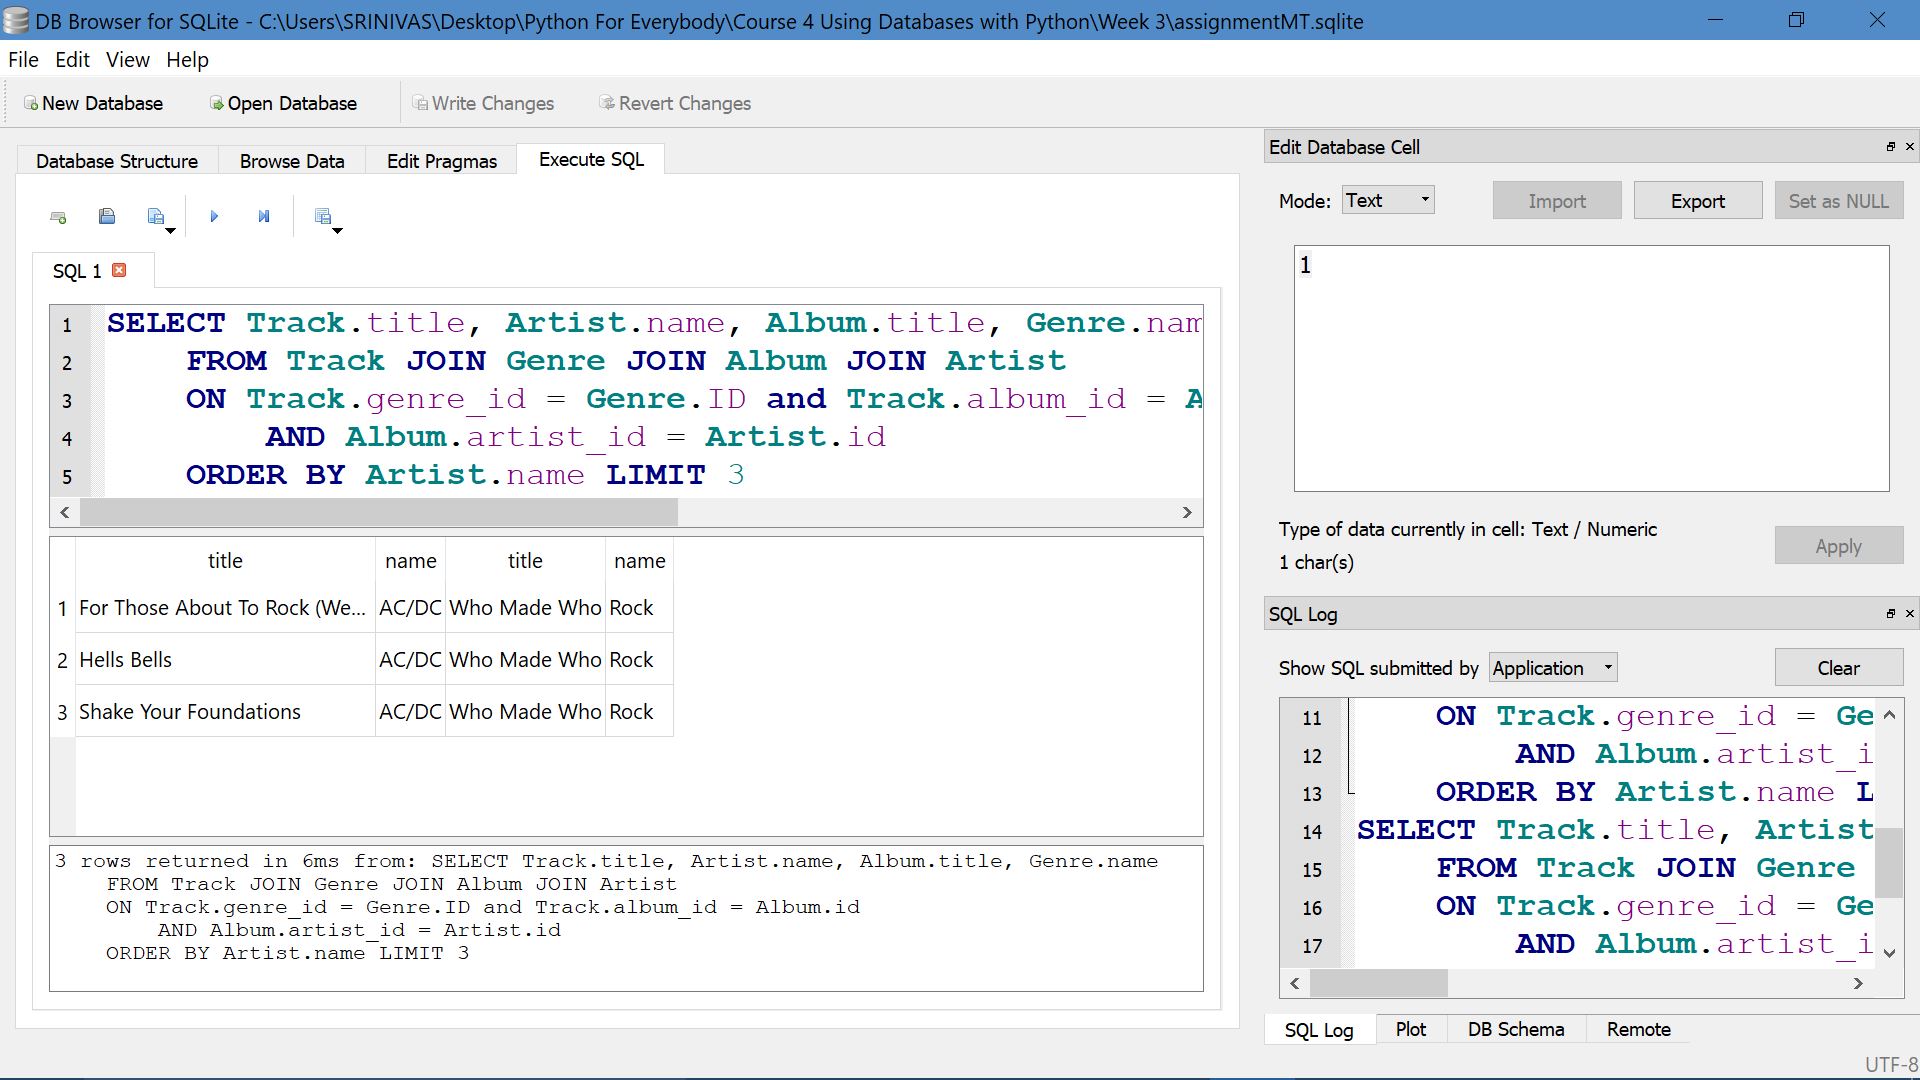 DB Browser for SQLite - C:\Users\SRINIVAS\Desktop\Python For Everybody\Course 4 Using Databases with Python\Week 3\assignmentMT.sqlite
File Edit View Help
New Database Open Database Write Changes Revert Changes
Database Structure Browse Data Edit Pragmas Execute SQL
SQL 1
1 SELECT Track.title, Artist.name, Album.title, Genre.nam
2 FROM Track JOIN Genre JOIN Album JOIN Artist
3 ON Track.genre_id = Genre.ID and Track.album_id = A
4 AND Album.artist_id = Artist.id
5 ORDER BY Artist.name LIMIT 3
title name title name
1 For Those About To Rock (We... AC/DC Who Made Who Rock
2 Hells Bells AC/DC Who Made Who Rock
3 Shake Your Foundations AC/DC Who Made Who Rock
3 rows returned in 6ms from: SELECT Track.title, Artist.name, Album.title, Genre.name
FROM Track JOIN Genre JOIN Album JOIN Artist
ON Track.genre_id = Genre.ID and Track.album_id = Album.id
AND Album.artist_id = Artist.id
ORDER BY Artist.name LIMIT 3
Edit Database Cell
Mode: Text Import Export Set as NULL
1
Type of data currently in cell: Text / Numeric
1 char(s)
Apply
SQL Log
Show SQL submitted by Application Clear
11 ON Track.genre_id = Ge
12 AND Album.artist_i
13 ORDER BY Artist.name L
14 SELECT Track.title, Artist
15 FROM Track JOIN Genre
16 ON Track.genre_id = Ge
17 AND Album.artist_i
SQL Log Plot DB Schema Remote
UTF-8